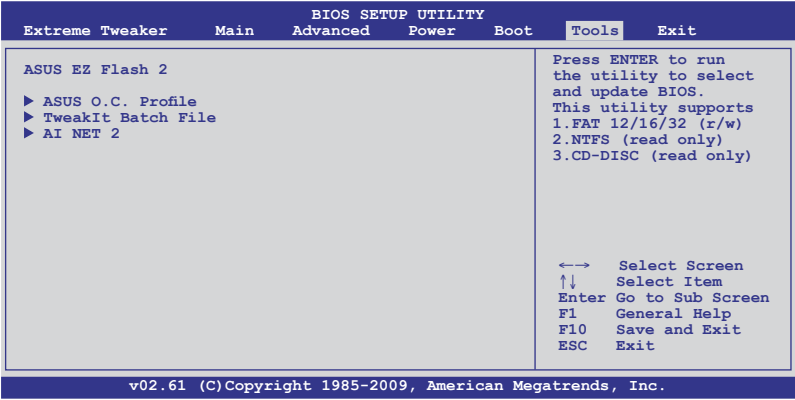 BIOS SETUP UTILITY
Extreme Tweaker Main Advanced Power Boot Tools Exit
ASUS EZ Flash 2
▶ ASUS O.C. Profile
▶ TweakIt Batch File
▶ AI NET 2
Press ENTER to run
the utility to select
and update BIOS.
This utility supports
1.FAT 12/16/32 (r/w)
2.NTFS (read only)
3.CD-DISC (read only)
←→ Select Screen
↑↓ Select Item
Enter Go to Sub Screen
F1 General Help
F10 Save and Exit
ESC Exit
v02.61 (C)Copyright 1985-2009, American Megatrends, Inc.